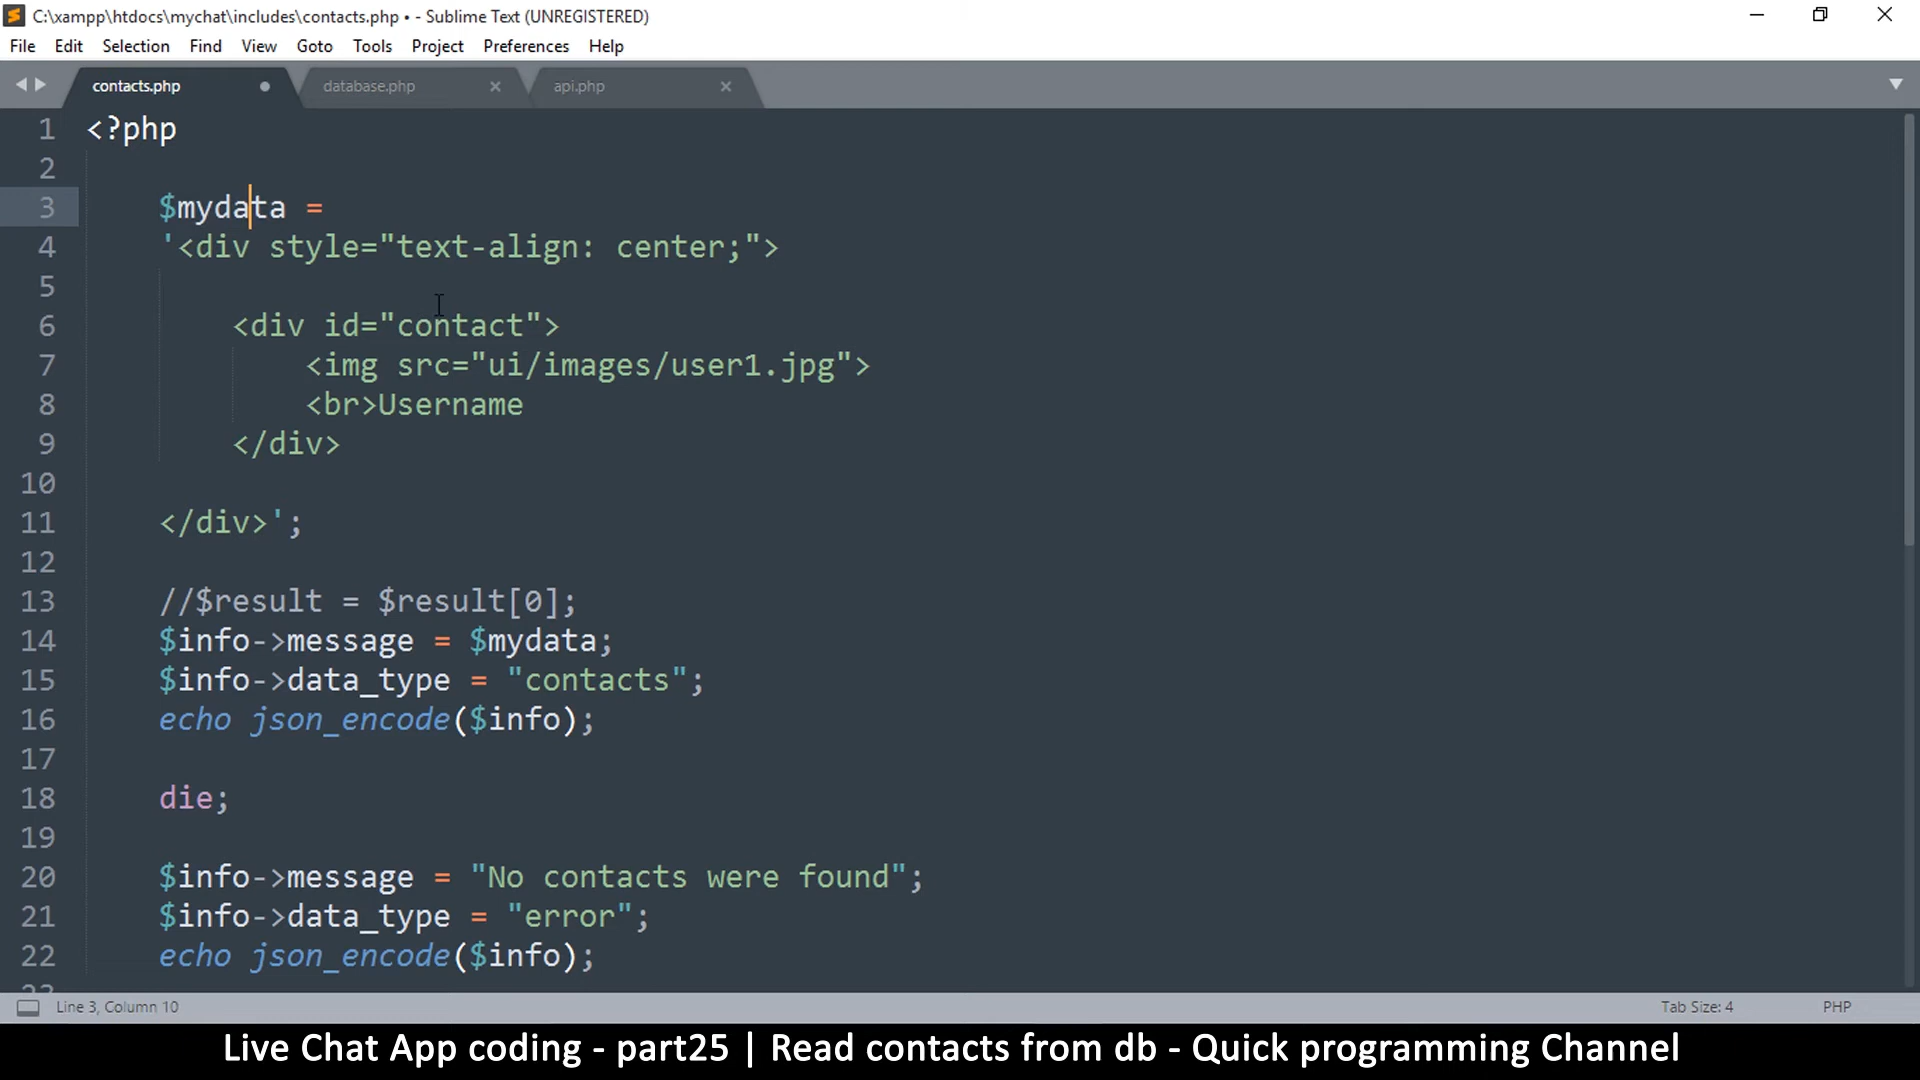 C:\xampp\htdocs\mychat\includes\contacts.php • - Sublime Text (UNREGISTERED)
File Edit Selection Find View Goto Tools Project Preferences Help
contacts.php database.php api.php
1 <?php
2
3 $mydata =
4 '<div style="text-align: center;">
5
6 <div id="contact">
7 <img src="ui/images/user1.jpg">
8 <br>Username
9 </div>
10
11 </div>';
12
13 //$result = $result[0];
14 $info->message = $mydata;
15 $info->data_type = "contacts";
16 echo json_encode($info);
17
18 die;
19
20 $info->message = "No contacts were found";
21 $info->data_type = "error";
22 echo json_encode($info);
23
Line 3, Column 10 Tab Size: 4 PHP
Live Chat App coding - part25 | Read contacts from db - Quick programming Channel